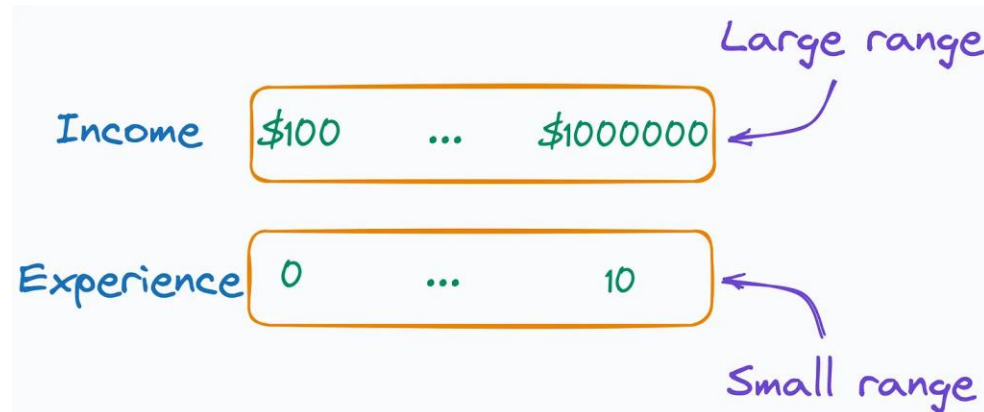 Large range
Income $100 ... $1000000
Experience 0 ... 10
Small range